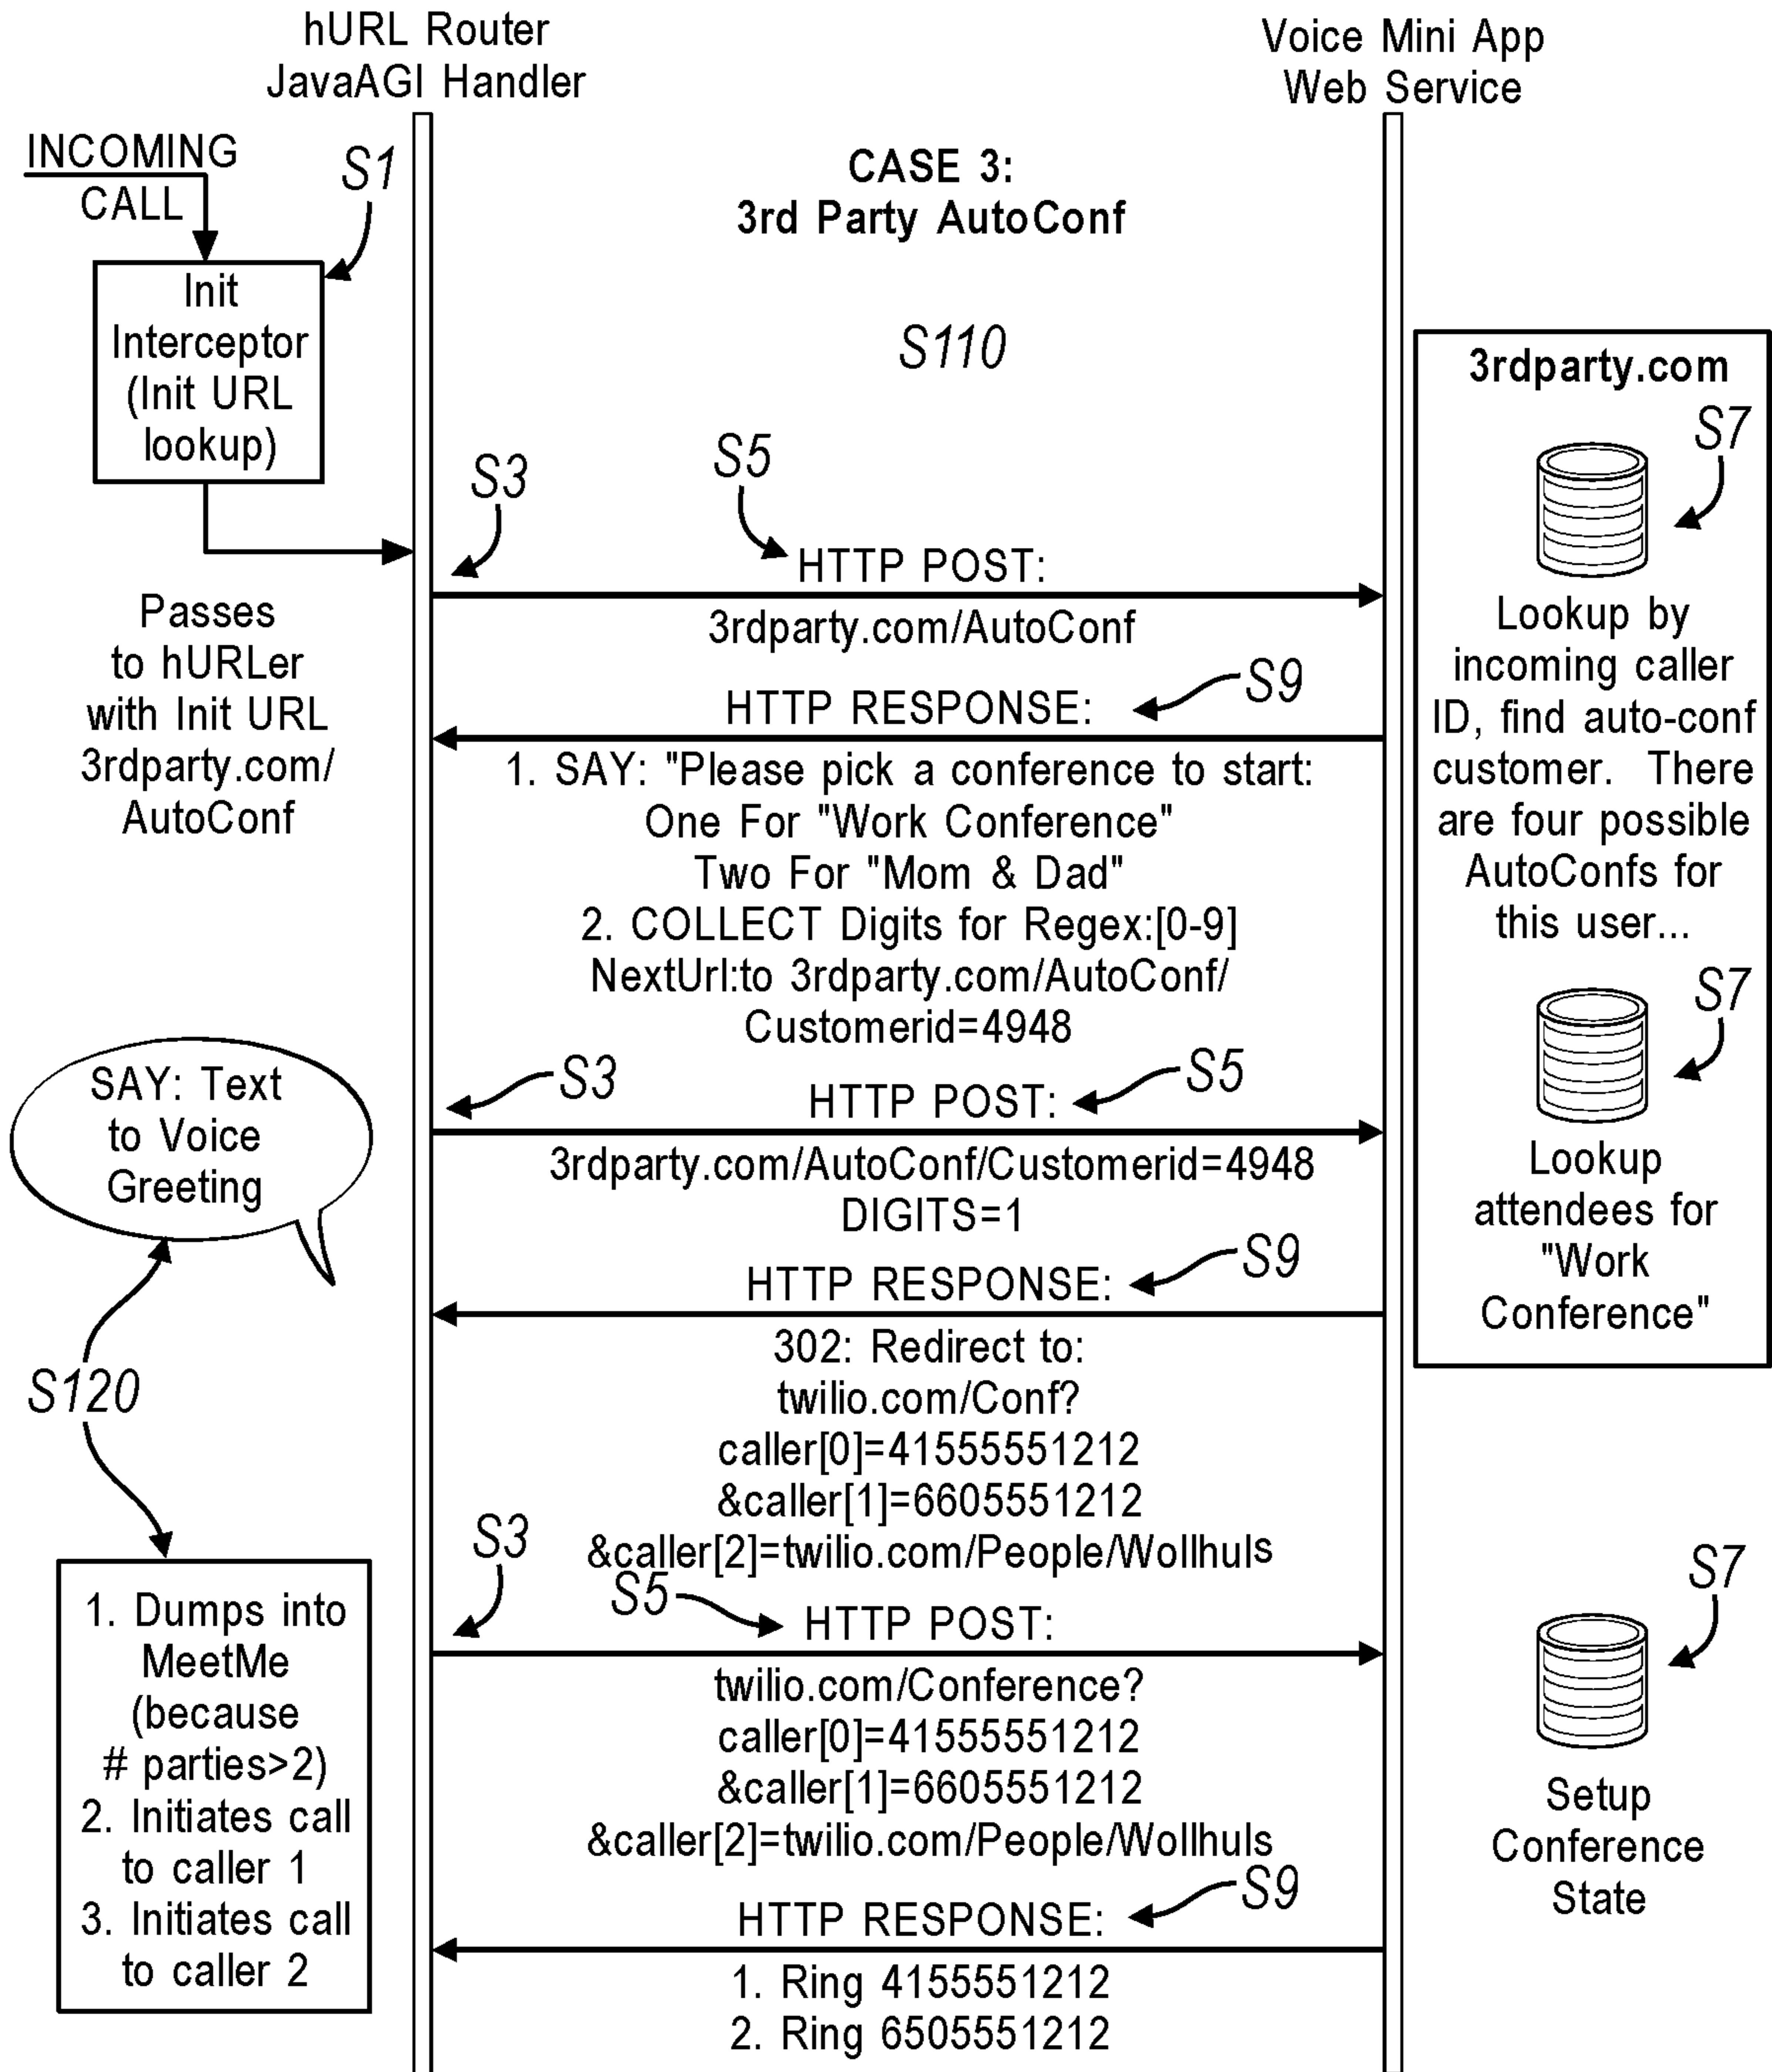 hURL Router
JavaAGI Handler
Voice Mini App
Web Service
INCOMING
CALL
S1
CASE 3:
3rd Party AutoConf
Init
Interceptor
(Init URL
lookup)
S110
Passes
to hURLer
with Init URL
3rdparty.com/
AutoConf
S3
S5
HTTP POST:
3rdparty.com/AutoConf
3rdparty.com
S7
Lookup by
incoming caller
ID, find auto-conf
customer. There
are four possible
AutoConfs for
this user...
S7
Lookup
attendees for
"Work
Conference"
HTTP RESPONSE:
S9
1. SAY: "Please pick a conference to start:
One For "Work Conference"
Two For "Mom & Dad"
2. COLLECT Digits for Regex:[0-9]
NextUrl:to 3rdparty.com/AutoConf/
Customerid=4948
SAY: Text
to Voice
Greeting
S3
HTTP POST:
S5
3rdparty.com/AutoConf/Customerid=4948
DIGITS=1
HTTP RESPONSE:
S9
302: Redirect to:
twilio.com/Conf?
caller[0]=41555551212
&caller[1]=6605551212
&caller[2]=twilio.com/People/Wollhuls
S120
S3
S5
HTTP POST:
twilio.com/Conference?
caller[0]=41555551212
&caller[1]=6605551212
&caller[2]=twilio.com/People/Wollhuls
S7
Setup
Conference
State
1. Dumps into
MeetMe
(because
# parties>2)
2. Initiates call
to caller 1
3. Initiates call
to caller 2
HTTP RESPONSE:
S9
1. Ring 4155551212
2. Ring 6505551212